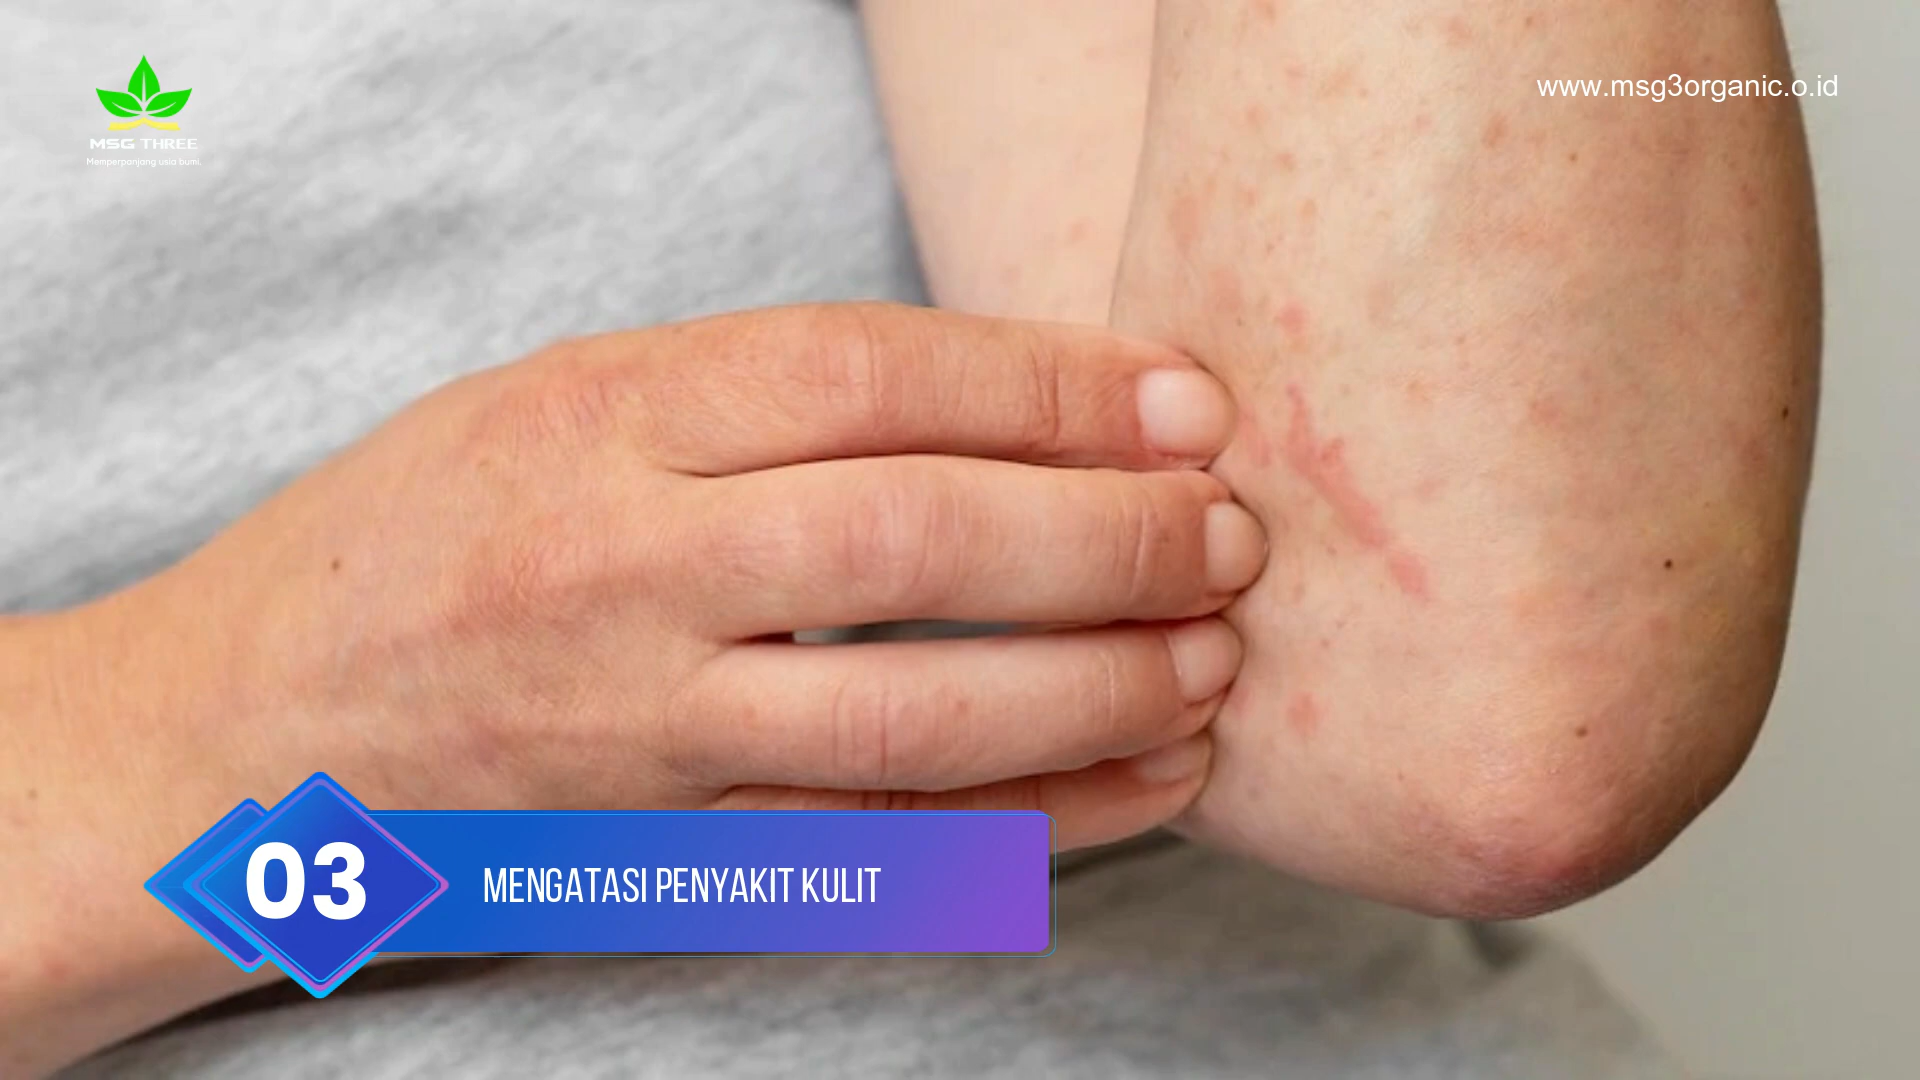 www.msg3organic.o.id
MSG THREE
Memperpanjang usia bumi.
03
MENGATASI PENYAKIT KULIT